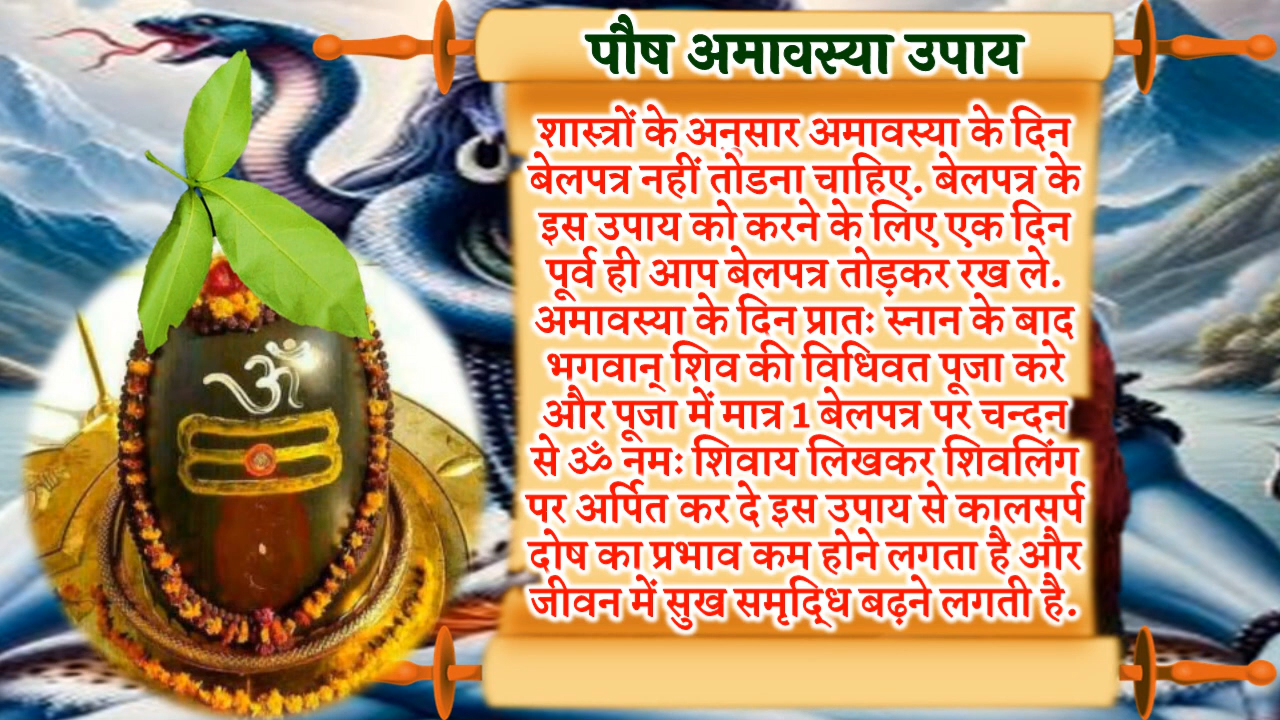 पौष अमावस्या उपाय
शास्त्रों के अनुसार अमावस्या के दिन
बेलपत्र नहीं तोडना चाहिए. बेलपत्र के
इस उपाय को करने के लिए एक दिन
पूर्व ही आप बेलपत्र तोड़कर रख ले.
अमावस्या के दिन प्रातः स्नान के बाद
भगवान् शिव की विधिवत पूजा करे
और पूजा में मात्र 1 बेलपत्र पर चन्दन
से ॐ नमः शिवाय लिखकर शिवलिंग
पर अर्पित कर दे इस उपाय से कालसर्प
दोष का प्रभाव कम होने लगता है और
जीवन में सुख समृद्धि बढ़ने लगती है.
ॐ